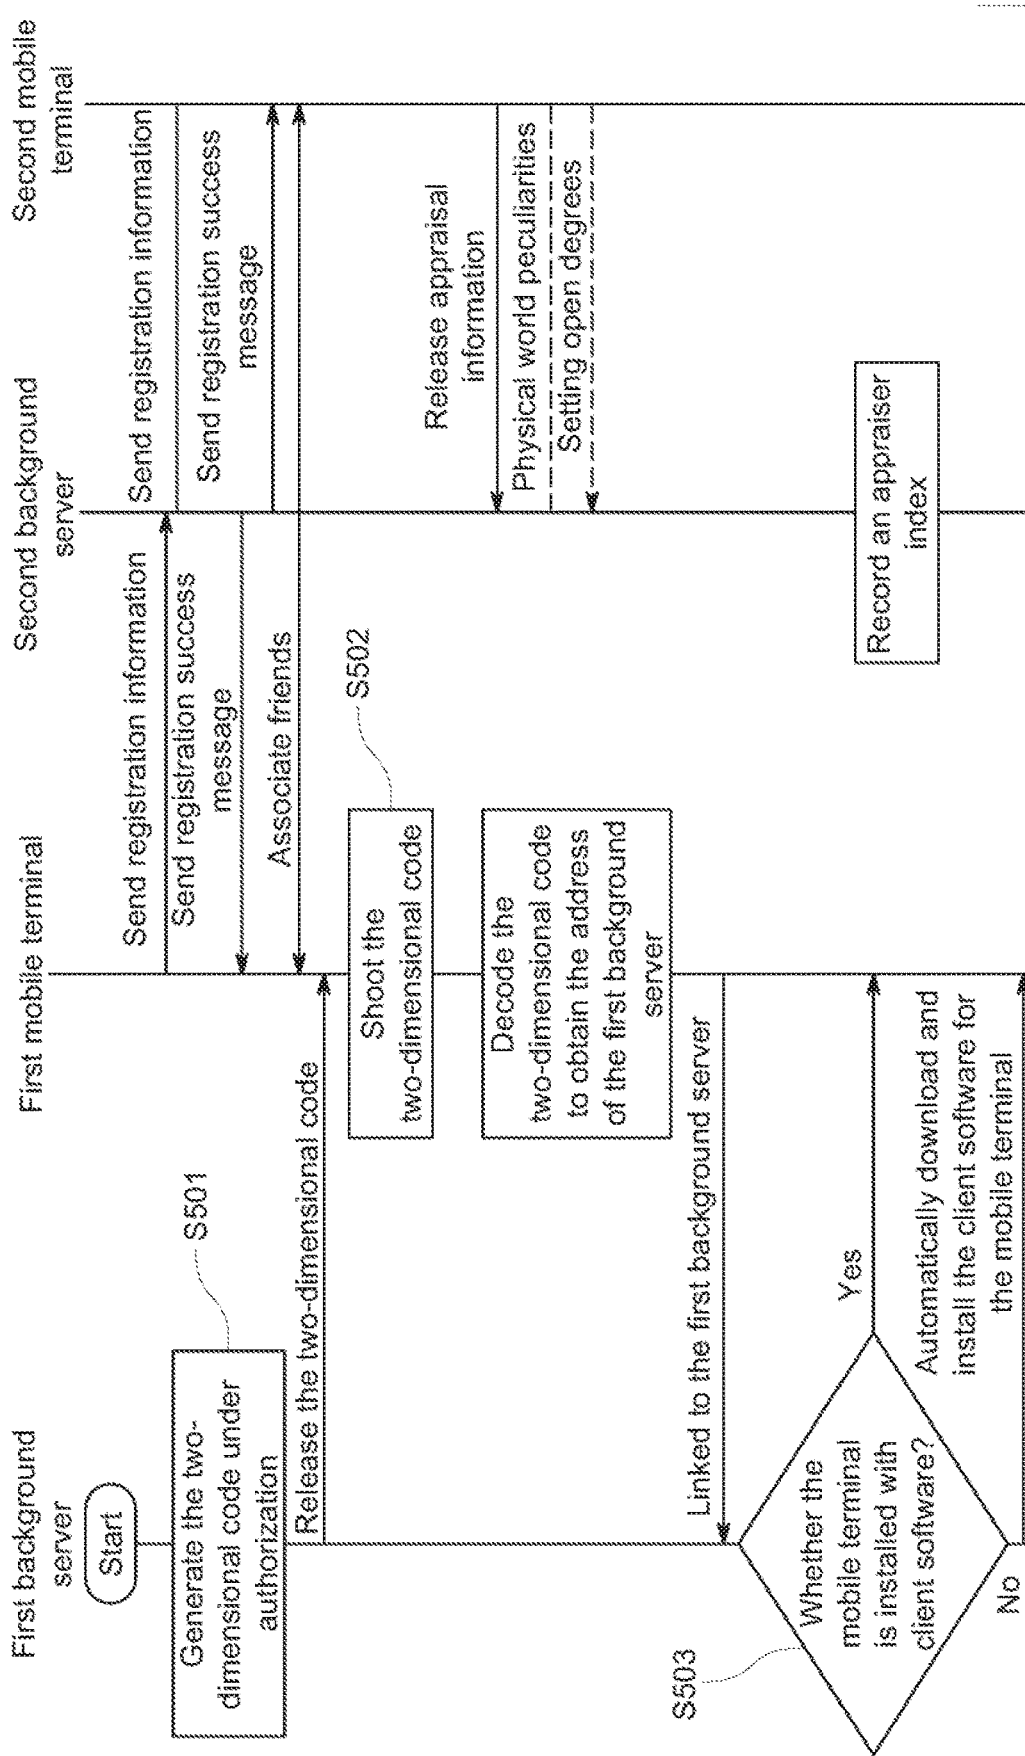 First background
server
First mobile terminal
Second background
server
Second mobile
terminal
Start
Send registration information
Send registration success
message
Send registration information
Send registration success
message
Generate the two-
dimensional code under
authorization
S501
Associate friends
Release the two-dimensional code
Shoot the
two-dimensional code
S502
Release appraisal
information
Decode the
two-dimensional code
to obtain the address
of the first background
server
Physical world peculiarities
Setting open degrees
Linked to the first background server
S503
Whether the
mobile terminal
is installed with
client software?
Yes
Record an appraiser
index
No
Automatically download and
install the client software for
the mobile terminal